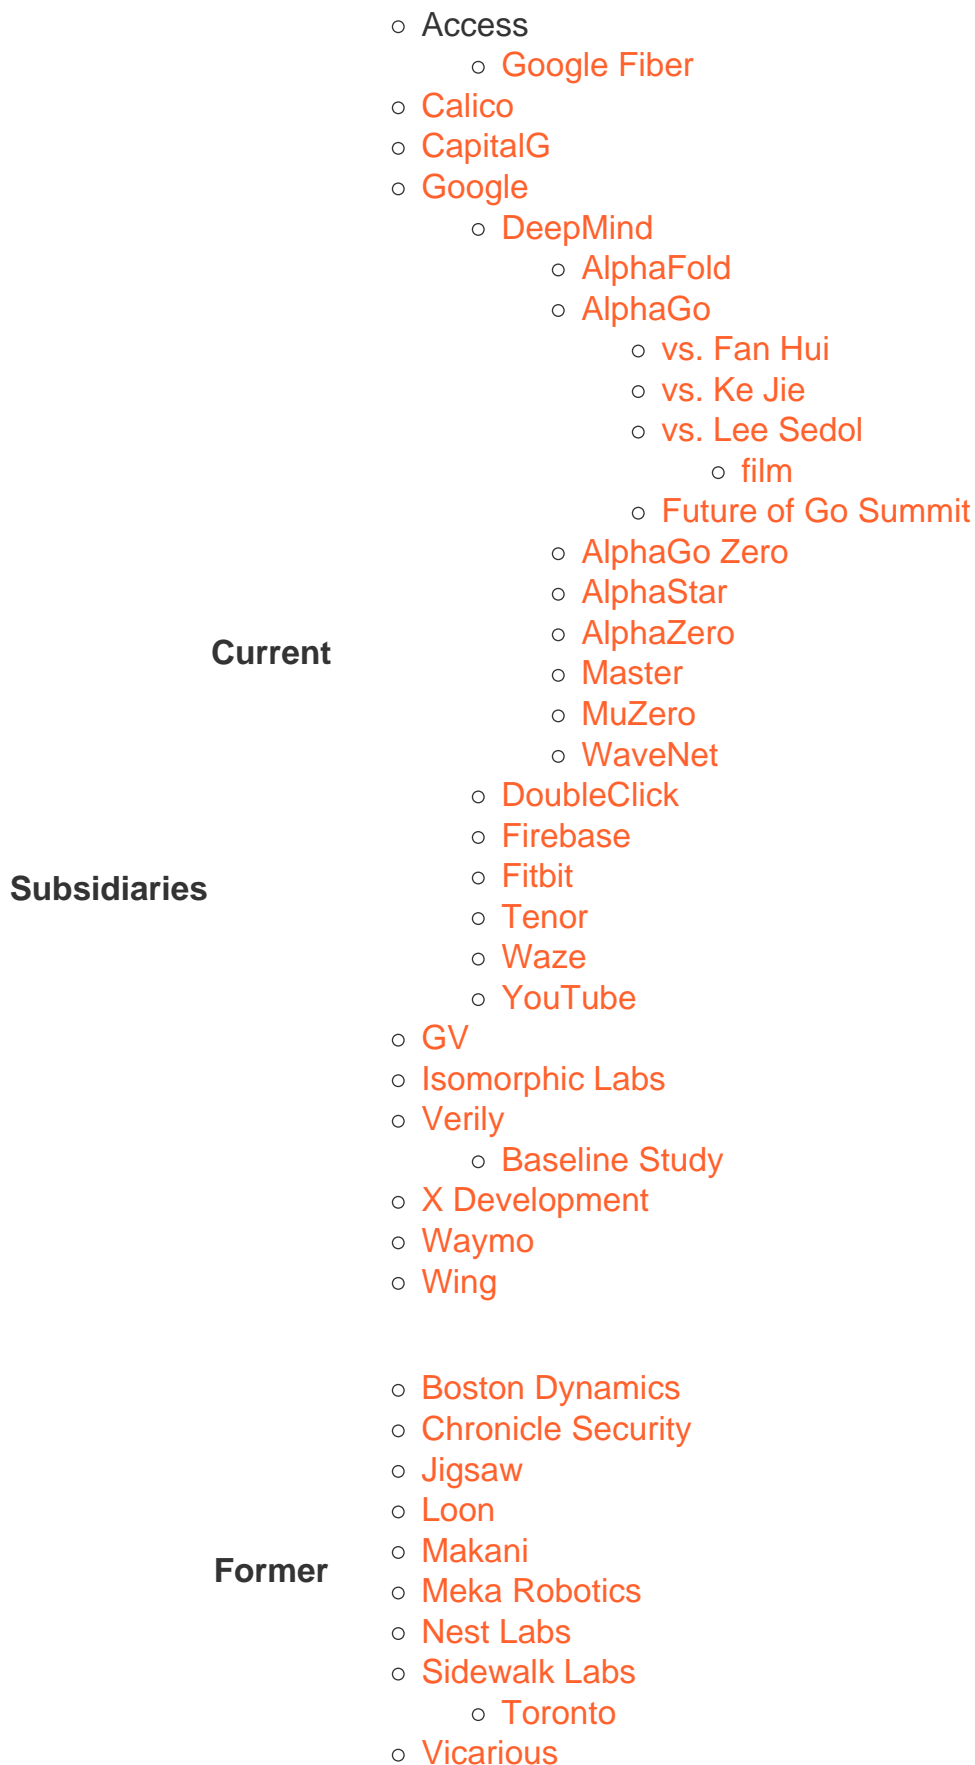 Access
Google Fiber
Calico
CapitalG
Google
DeepMind
AlphaFold
AlphaGo
vs. Fan Hui
vs. Ke Jie
vs. Lee Sedol
film
Future of Go Summit
AlphaGo Zero
AlphaStar
AlphaZero
Current
Master
MuZero
WaveNet
DoubleClick
Firebase
Subsidiaries
Fitbit
Tenor
Waze
YouTube
GV
Isomorphic Labs
Verily
Baseline Study
X Development
Waymo
Wing
Boston Dynamics
Chronicle Security
Jigsaw
Loon
Makani
Former
Meka Robotics
Nest Labs
Sidewalk Labs
Toronto
Vicarious